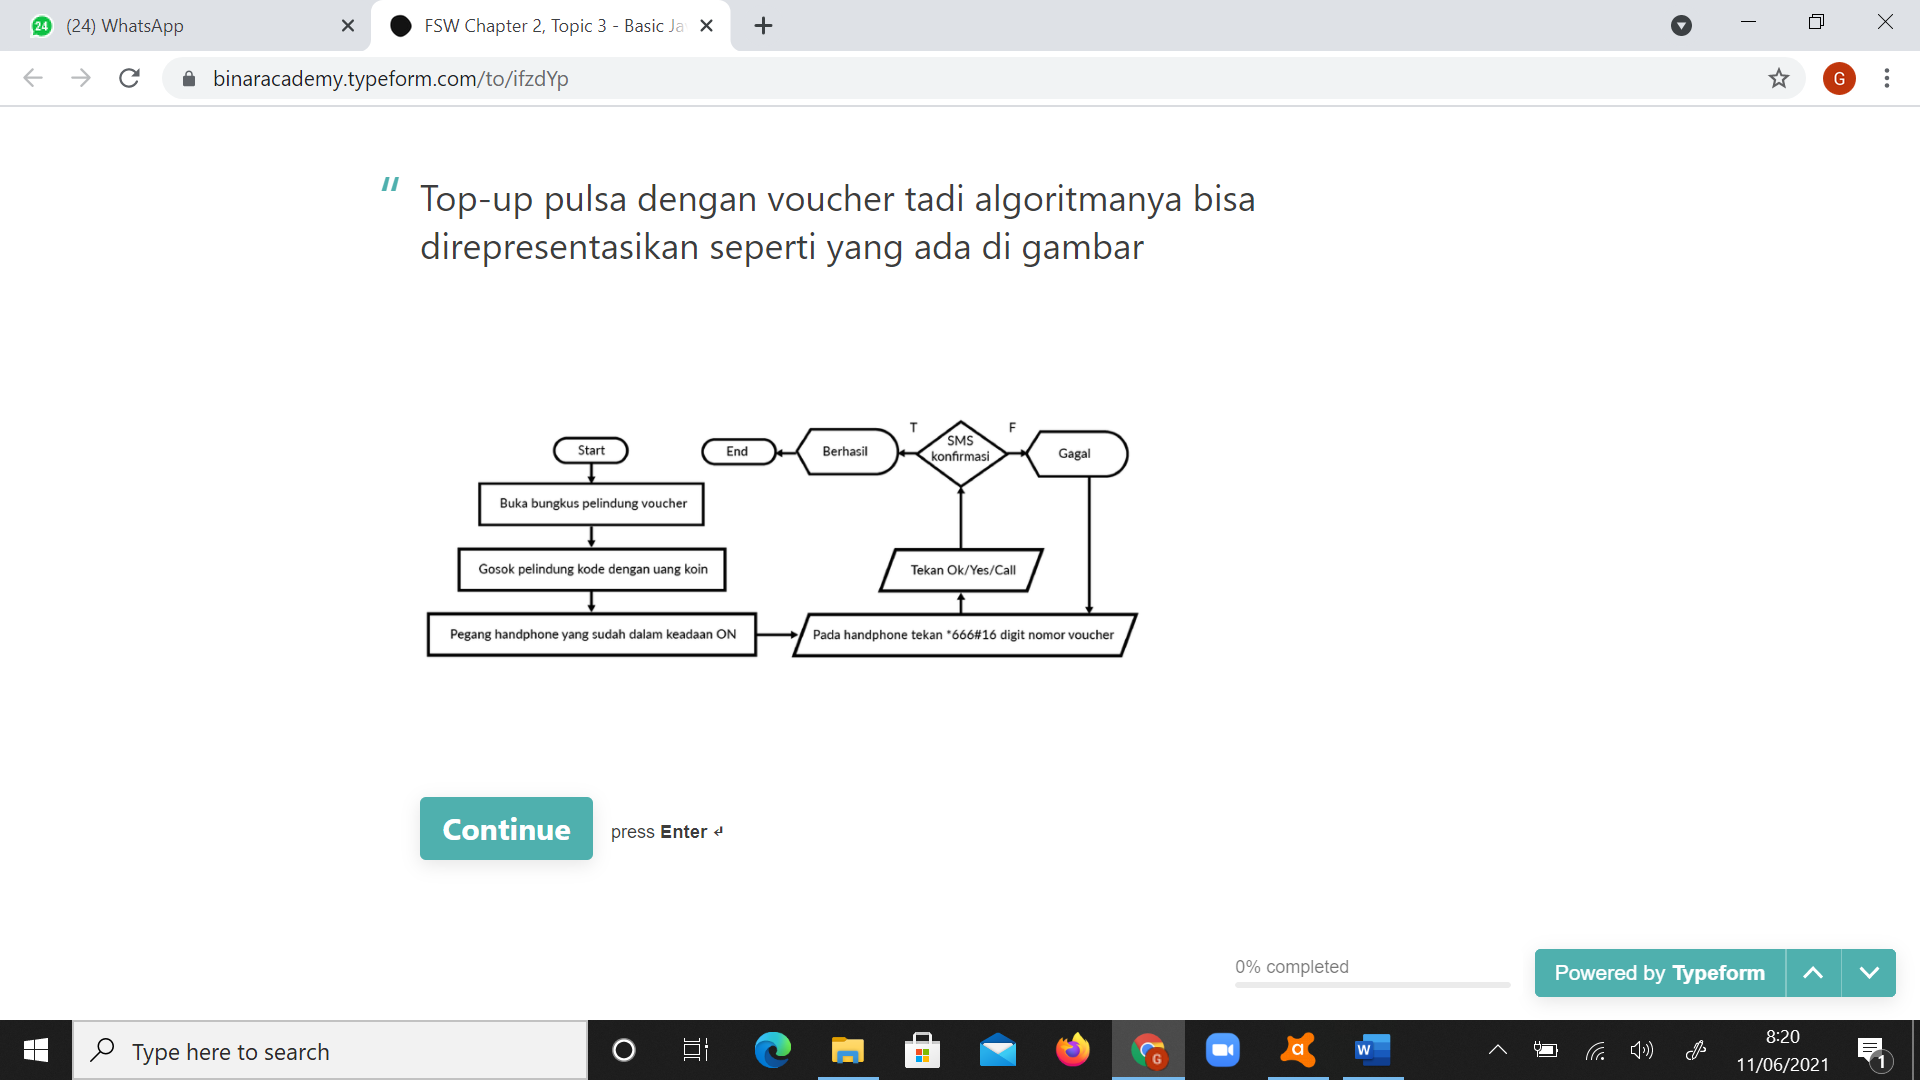 24
(24) WhatsApp
FSW Chapter 2, Topic 3 - Basic Ja
binaracademy.typeform.com/to/ifzdYp
G
" Top-up pulsa dengan voucher tadi algoritmanya bisa
direpresentasikan seperti yang ada di gambar
Start
Buka bungkus pelindung voucher
Gosok pelindung kode dengan uang koin
Pegang handphone yang sudah dalam keadaan ON
Pada handphone tekan *666#16 digit nomor voucher
Tekan Ok/Yes/Call
SMS
konfirmasi
T
F
Berhasil
Gagal
End
Continue
press Enter ↵
0% completed
Powered by Typeform
Type here to search
G
a
W
8:20
11/06/2021
1